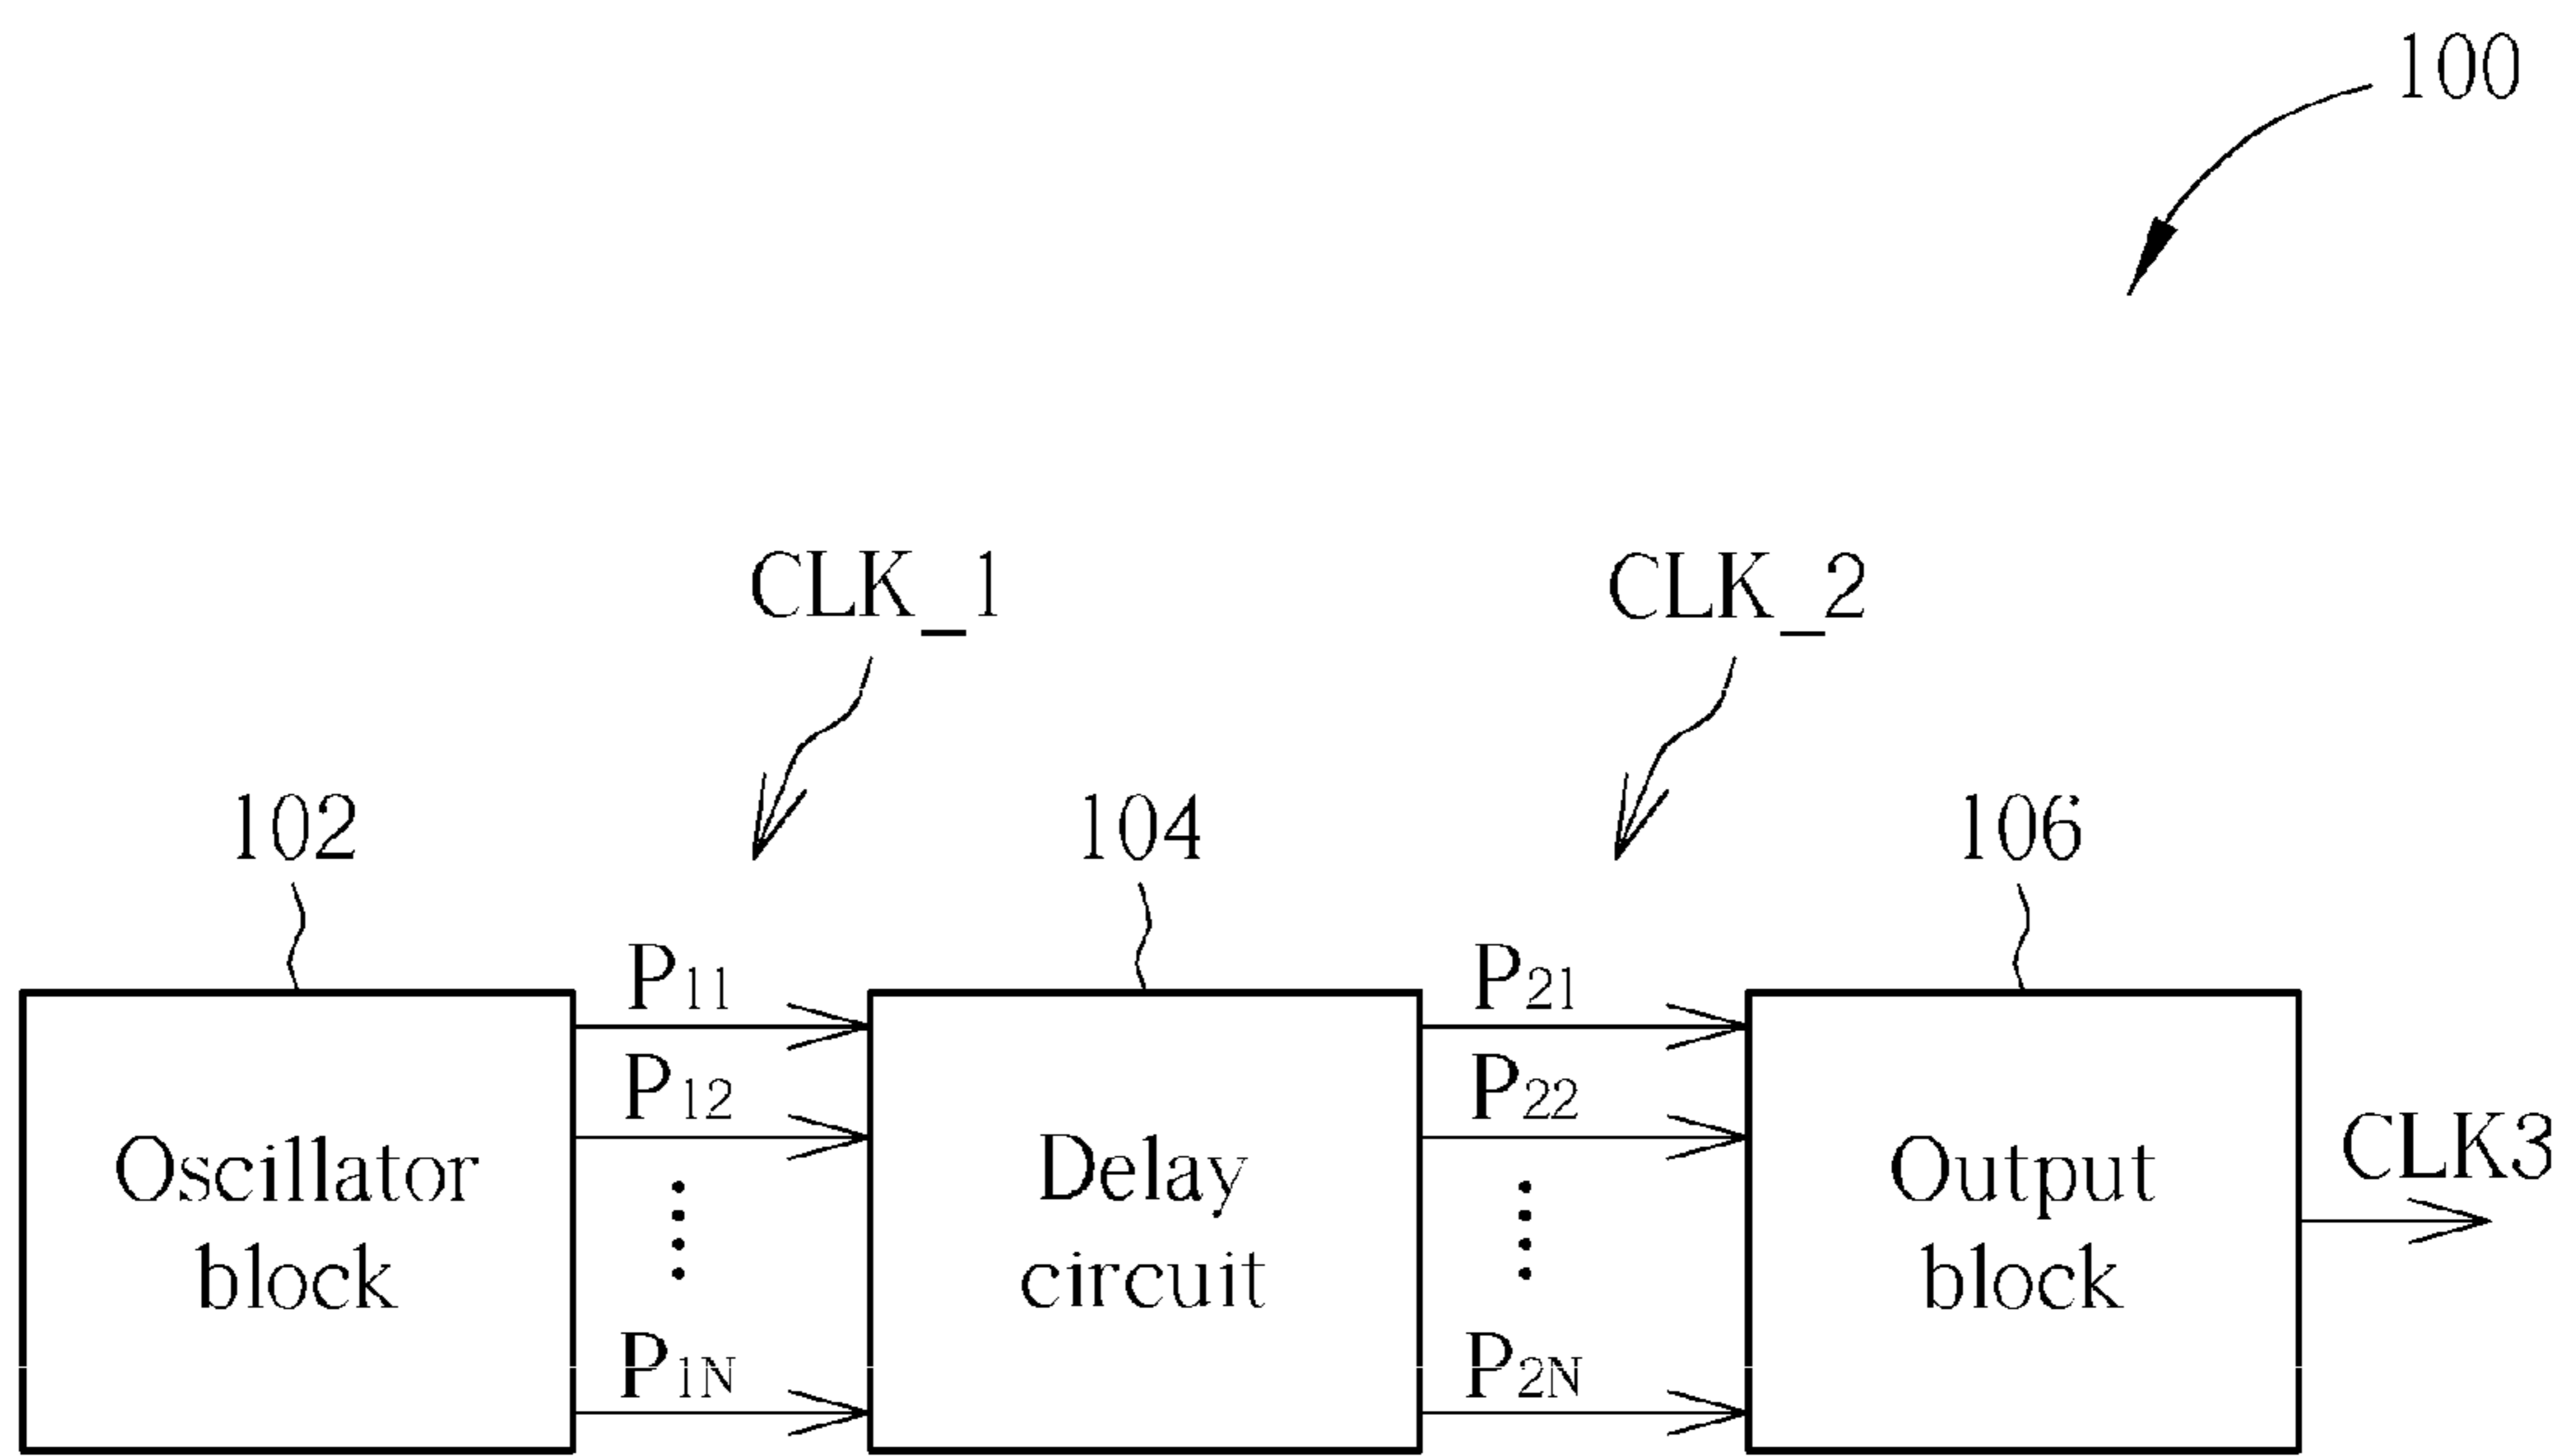 100
CLK_1
CLK_2
102
104
106
P11
P21
P12
P22
Oscillator
block
Delay
circuit
Output
block
CLK3
P1N
P2N